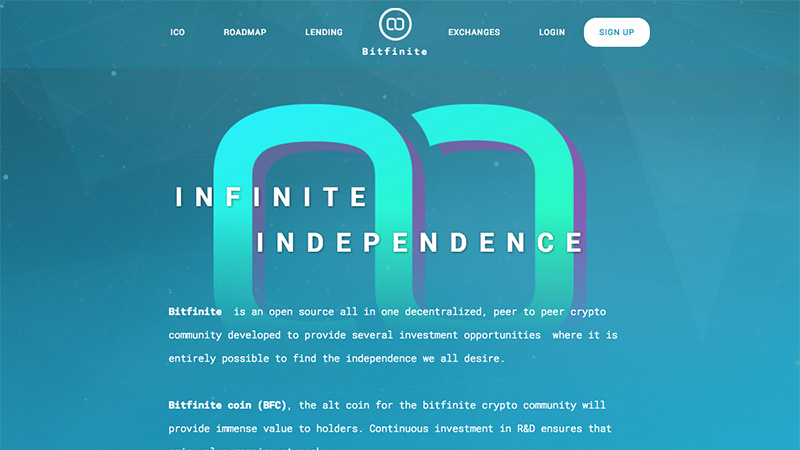 ICO ROADMAP LENDING EXCHANGES LOGIN SIGN UP
Bitfinite
INFINITE
INDEPENDENCE
Bitfinite is an open source all in one decentralized, peer to peer crypto
community developed to provide several investment opportunities where it is
entirely possible to find the independence we all desire.
Bitfinite coin (BFC), the alt coin for the bitfinite crypto community will
provide immense value to holders. Continuous investment in R&D ensures that